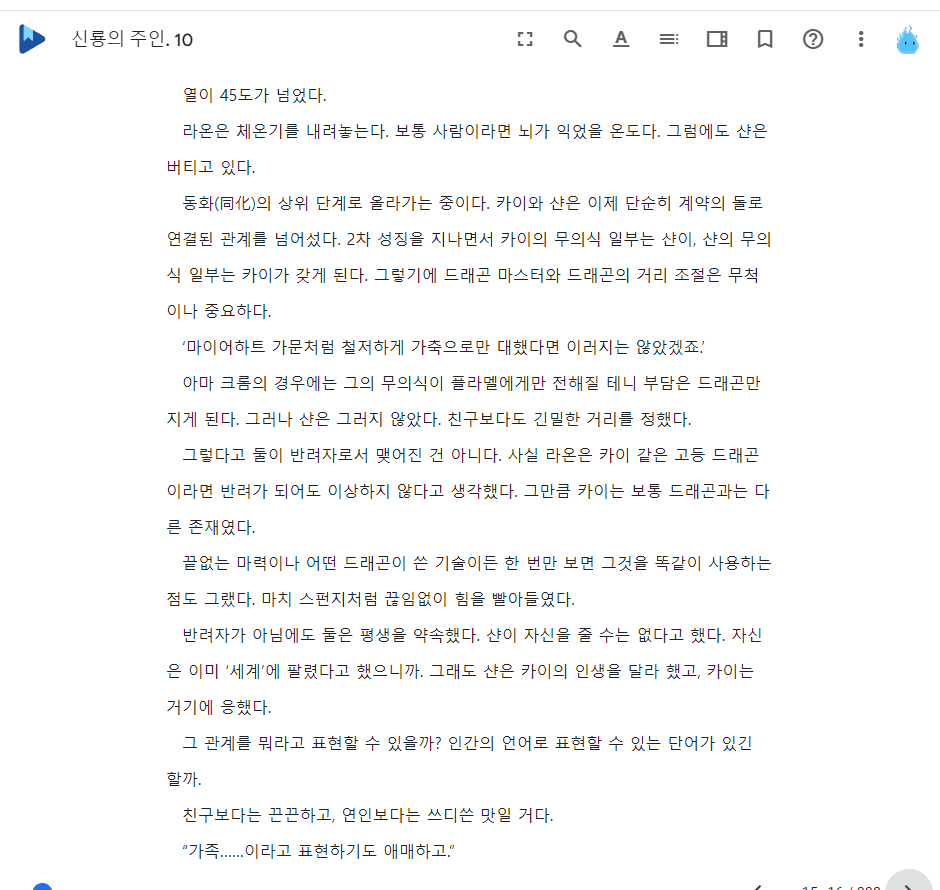 신룡의 주인. 10
열이 45도가 넘었다.
라온은 체온기를 내려놓는다. 보통 사람이라면 뇌가 익었을 온도다. 그럼에도 샨은
버티고 있다.
동화(同化)의 상위 단계로 올라가는 중이다. 카이와 샨은 이제 단순히 계약의 돌로
연결된 관계를 넘어섰다. 2차 성징을 지나면서 카이의 무의식 일부는 샨이, 샨의 무의
식 일부는 카이가 갖게 된다. 그렇기에 드래곤 마스터와 드래곤의 거리 조절은 무척
이나 중요하다.
‘마이어하트 가문처럼 철저하게 가축으로만 대했다면 이러지는 않았겠죠.’
아마 크롬의 경우에는 그의 무의식이 플라멜에게만 전해질 테니 부담은 드래곤만
지게 된다. 그러나 샨은 그러지 않았다. 친구보다도 긴밀한 거리를 정했다.
그렇다고 둘이 반려자로서 맺어진 건 아니다. 사실 라온은 카이 같은 고등 드래곤
이라면 반려가 되어도 이상하지 않다고 생각했다. 그만큼 카이는 보통 드래곤과는 다
른 존재였다.
끝없는 마력이나 어떤 드래곤이 쓴 기술이든 한 번만 보면 그것을 똑같이 사용하는
점도 그랬다. 마치 스펀지처럼 끊임없이 힘을 빨아들였다.
반려자가 아님에도 둘은 평생을 약속했다. 샨이 자신을 줄 수는 없다고 했다. 자신
은 이미 ‘세계’에 팔렸다고 했으니까. 그래도 샨은 카이의 인생을 달라 했고, 카이는
거기에 응했다.
그 관계를 뭐라고 표현할 수 있을까? 인간의 언어로 표현할 수 있는 단어가 있긴
할까.
친구보다는 끈끈하고, 연인보다는 쓰디쓴 맛일 거다.
“가족……이라고 표현하기도 애매하고.”